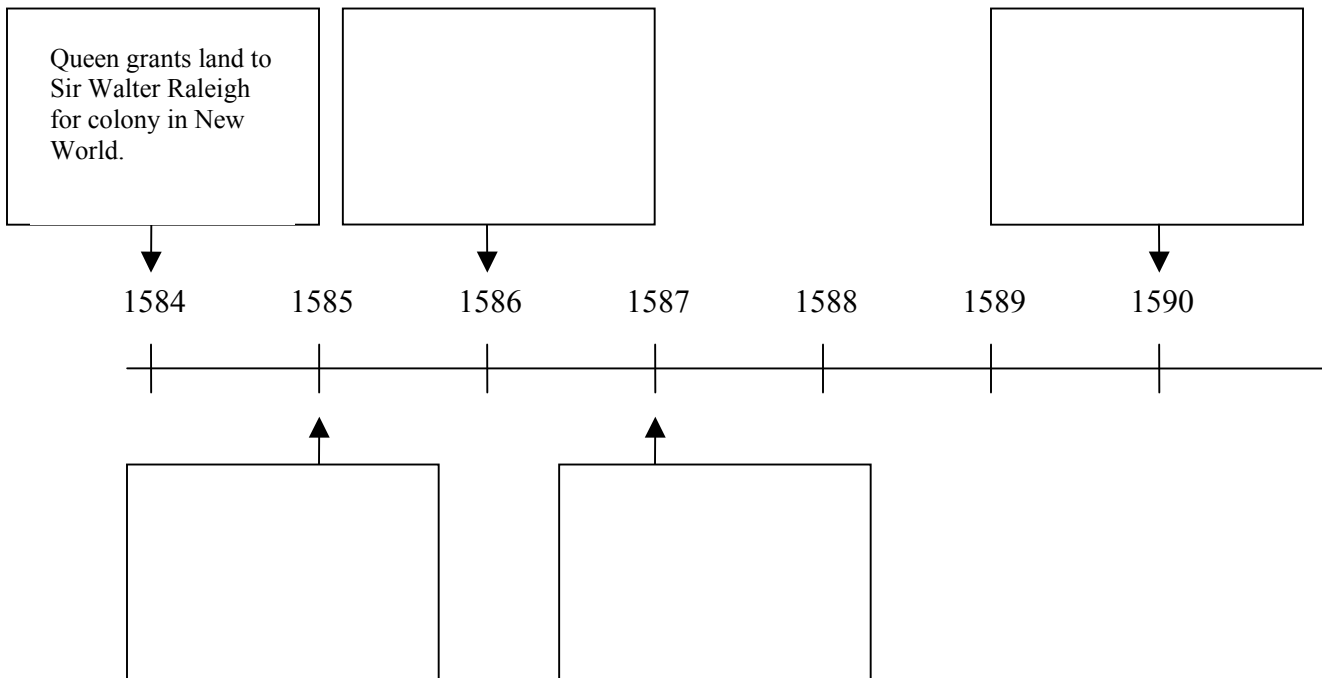 Queen grants land to
Sir Walter Raleigh
for colony in New
World.
1584 1585 1586 1587 1588 1589 1590